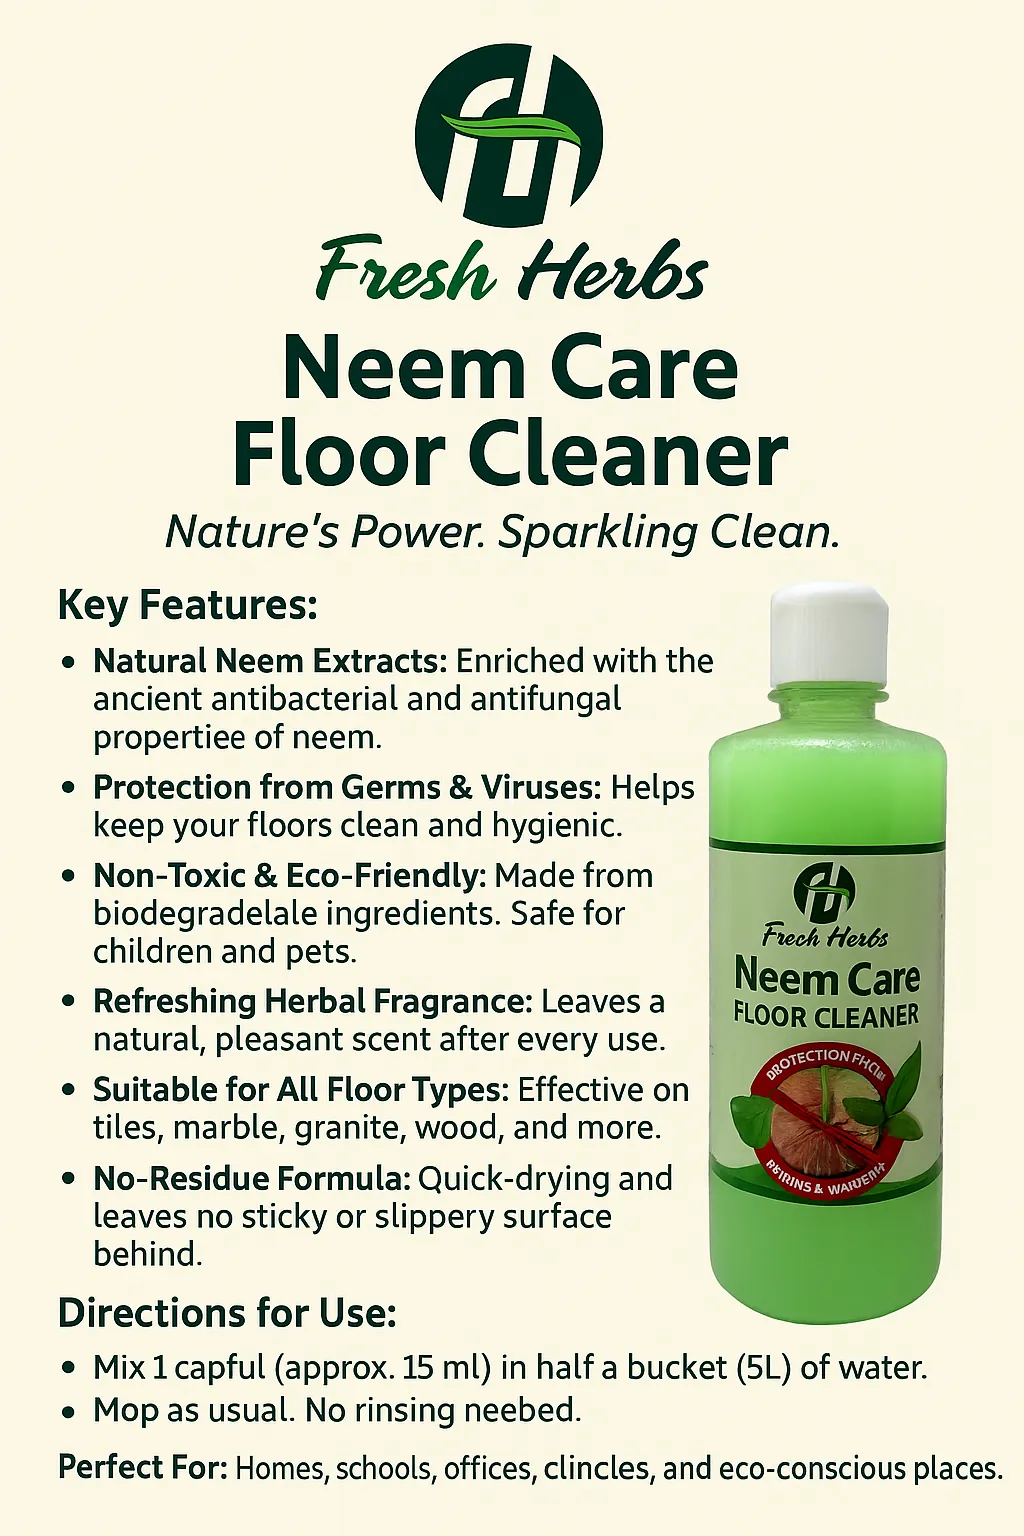 Fresh Herbs
Neem Care
Floor Cleaner
Nature's Power. Sparkling Clean.
Key Features:
• Natural Neem Extracts: Enriched with the
ancient antibacterial and antifungal
propertiee of neem.
• Protection from Germs & Viruses: Helps
keep your floors clean and hygienic.
• Non-Toxic & Eco-Friendly: Made from
biodegradelale ingredients. Safe for
children and pets.
• Refreshing Herbal Fragrance: Leaves a
natural, pleasant scent after every use.
• Suitable for All Floor Types: Effective on
tiles, marble, granite, wood, and more.
• No-Residue Formula: Quick-drying and
leaves no sticky or slippery surface
behind.
Frech Herbs
Neem Care
FLOOR CLEANER
Directions for Use:
• Mix 1 capful (approx. 15 ml) in half a bucket (5L) of water.
• Mop as usual. No rinsing neebed.
Perfect For: Homes, schools, offices, clincles, and eco-conscious places.